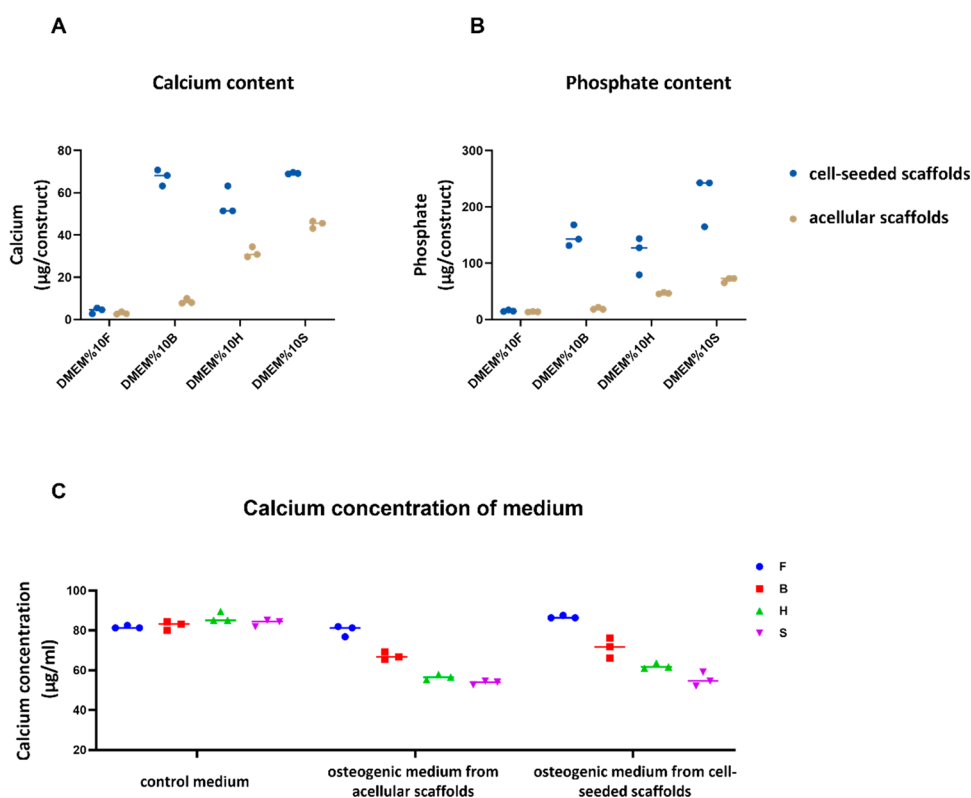 A
B
Calcium content
Phosphate content
Calcium
(µg/construct)
80
60
40
20
0
DMEM%10F
DMEM%10B
DMEM%10H
DMEM%10S
Phosphate
(µg/construct)
300
200
100
0
DMEM%10F
DMEM%10B
DMEM%10H
DMEM%10S
cell-seeded scaffolds
acellular scaffolds
C
Calcium concentration of medium
Calcium concentration
(µg/ml)
100
80
60
40
20
control medium
osteogenic medium from
acellular scaffolds
osteogenic medium from cell-
seeded scaffolds
F
B
H
S